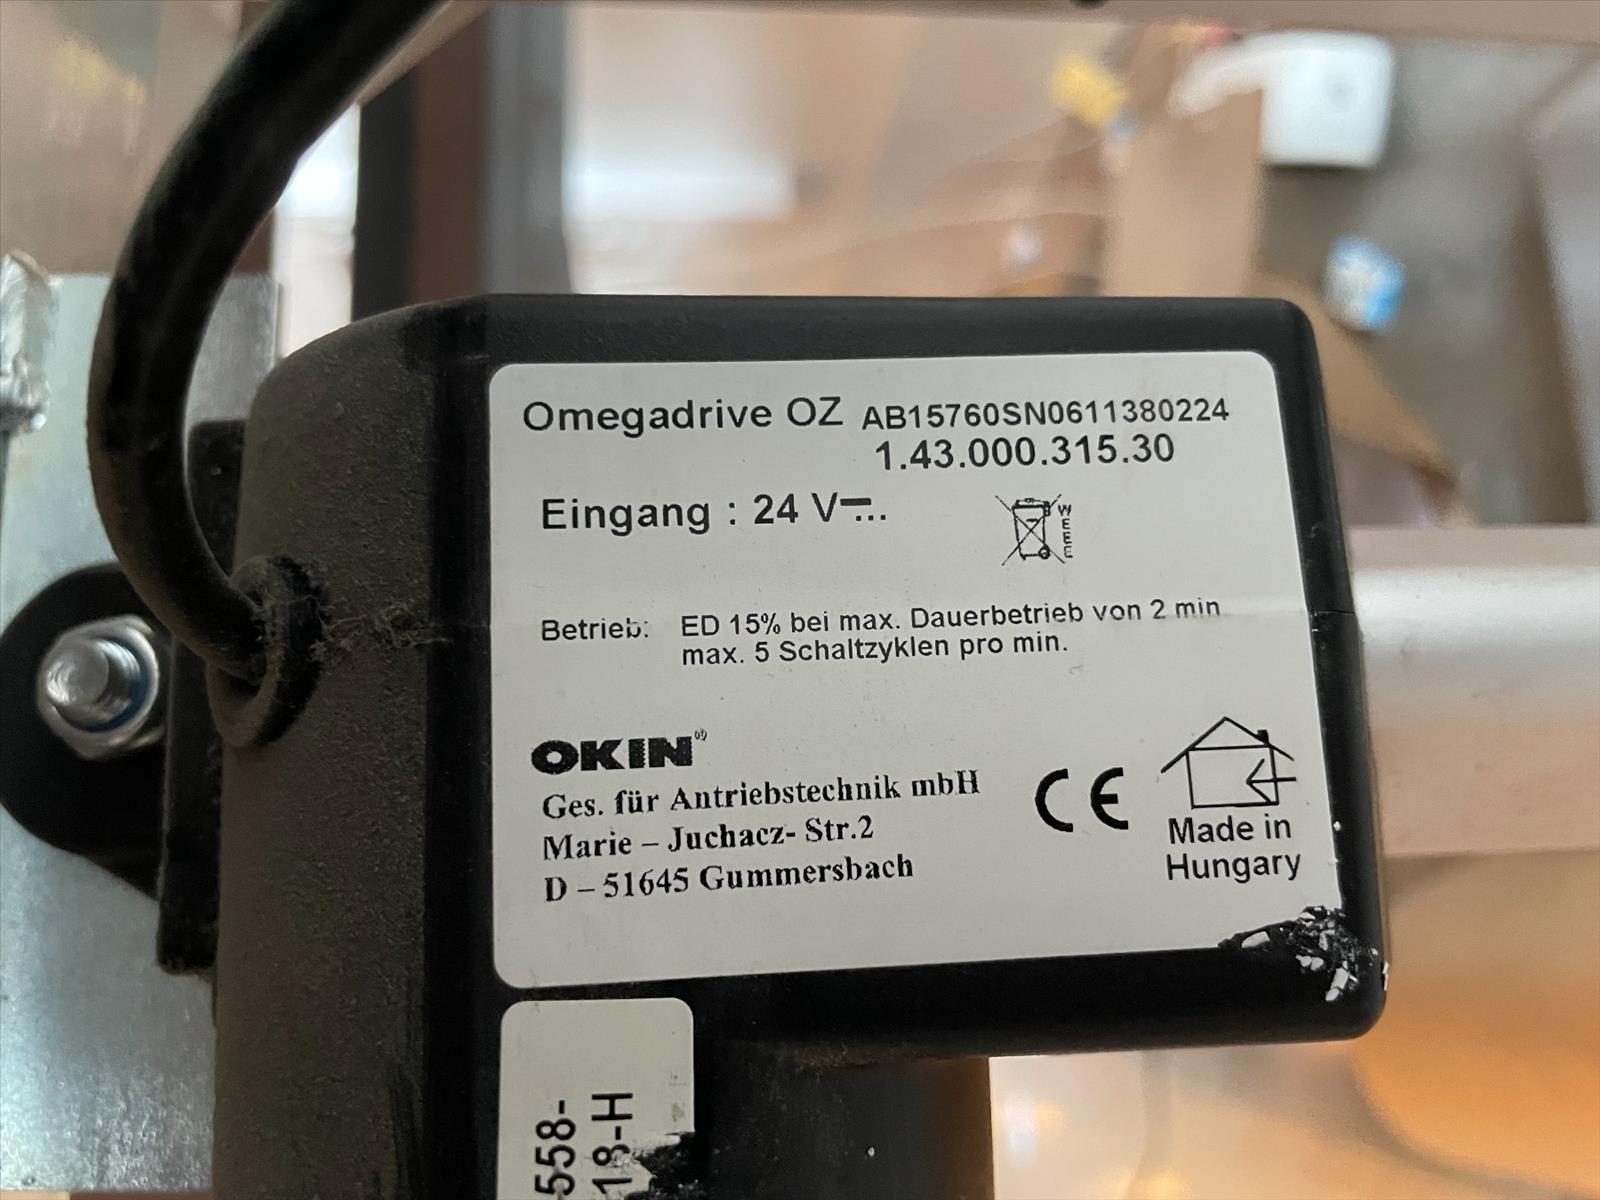 Omegadrive OZ AB15760SN0611380224
1.43.000.315.30
Eingang : 24 V
WEEE
Betrieb: ED 15% bei max. Dauerbetrieb von 2 min
max. 5 Schaltzyklen pro min.
OKIN®
Ges. für Antriebstechnik mbH
Marie – Juchacz- Str.2
D – 51645 Gummersbach
CE
Made in
Hungary
558-
18-H